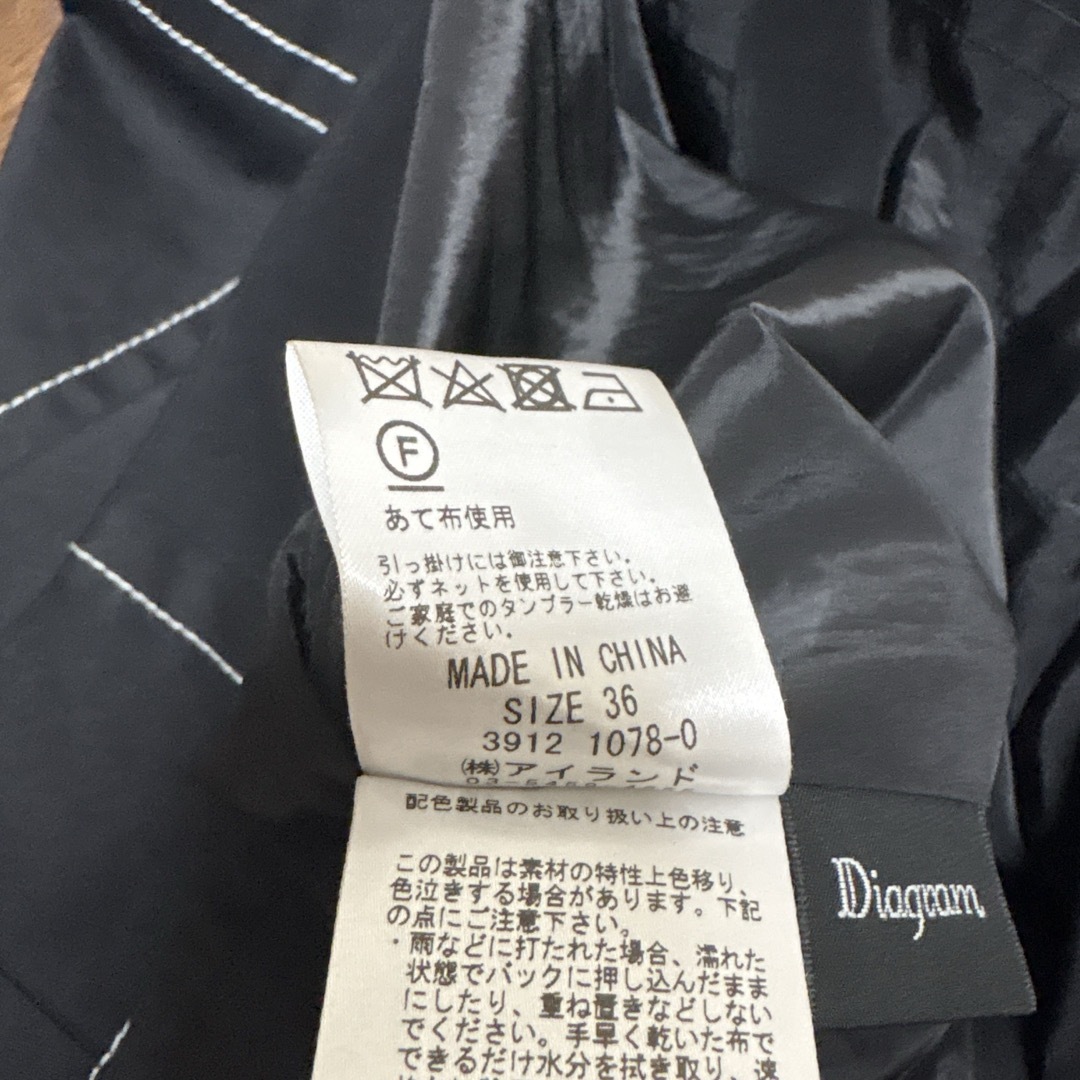 F
あて布使用
引っ掛けには御注意下さい。
必ずネットを使用して下さい。
ご家庭でのタンブラー乾燥はお避
けください。
MADE IN CHINA
SIZE 36
3912 1078-0
(株)アイランド
配色製品のお取り扱い上の注意
この製品は素材の特性上色移り、
色泣きする場合があります。下記
の点にご注意下さい。
・雨などに打たれた場合、濡れた
状態でバックに押し込んだまま
にしたり、重ね置きなどしない
でください。手早く乾いた布で
できるだけ水分を拭き取り、速
Diagram